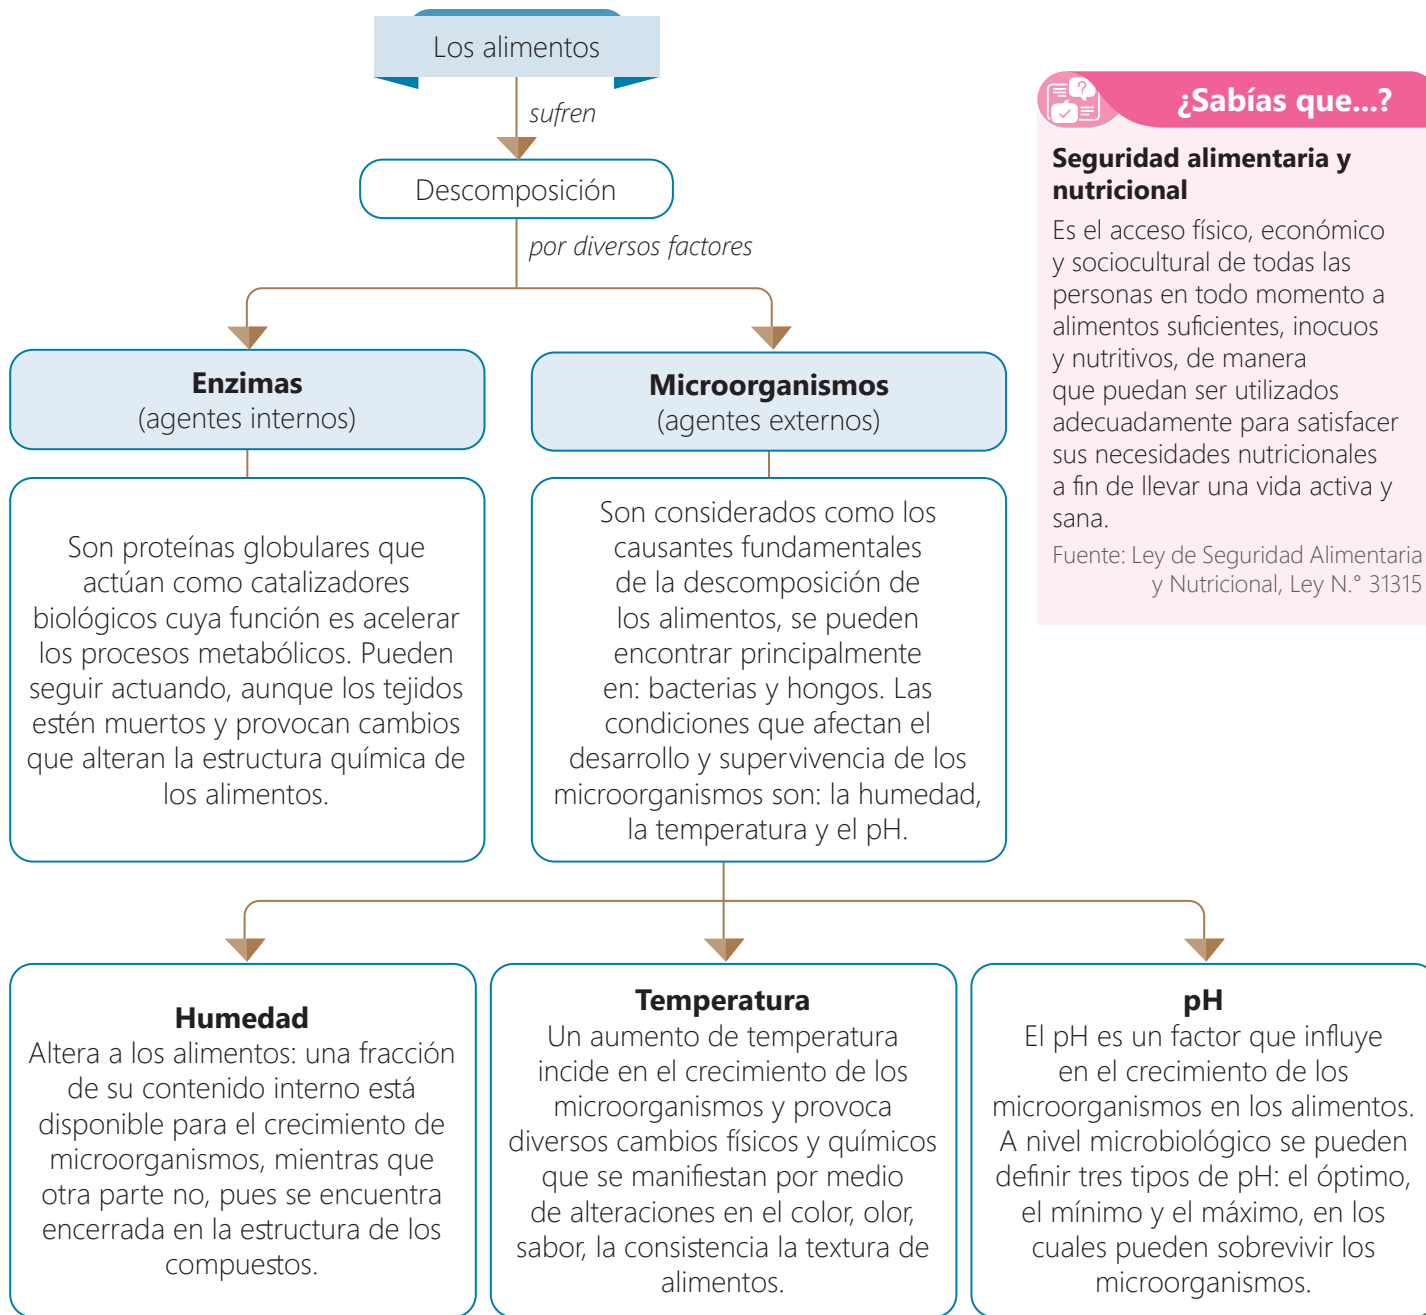 Los alimentos
sufren
Descomposición
por diversos factores
Enzimas
(agentes internos)
Son proteínas globulares que
actúan como catalizadores
biológicos cuya función es acelerar
los procesos metabólicos. Pueden
seguir actuando, aunque los tejidos
estén muertos y provocan cambios
que alteran la estructura química de
los alimentos.
Microorganismos
(agentes externos)
Son considerados como los
causantes fundamentales
de la descomposición de
los alimentos, se pueden
encontrar principalmente
en: bacterias y hongos. Las
condiciones que afectan el
desarrollo y supervivencia de los
microorganismos son: la humedad,
la temperatura y el pH.
Humedad
Altera a los alimentos: una fracción
de su contenido interno está
disponible para el crecimiento de
microorganismos, mientras que
otra parte no, pues se encuentra
encerrada en la estructura de los
compuestos.
Temperatura
Un aumento de temperatura
incide en el crecimiento de los
microorganismos y provoca
diversos cambios físicos y químicos
que se manifiestan por medio
de alteraciones en el color, olor,
sabor, la consistencia la textura de
alimentos.
pH
El pH es un factor que influye
en el crecimiento de los
microorganismos en los alimentos.
A nivel microbiológico se pueden
definir tres tipos de pH: el óptimo,
el mínimo y el máximo, en los
cuales pueden sobrevivir los
microorganismos.
¿Sabías que...?
Seguridad alimentaria y
nutricional
Es el acceso físico, económico
y sociocultural de todas las
personas en todo momento a
alimentos suficientes, inocuos
y nutritivos, de manera
que puedan ser utilizados
adecuadamente para satisfacer
sus necesidades nutricionales
a fin de llevar una vida activa y
sana.
Fuente: Ley de Seguridad Alimentaria
y Nutricional, Ley N.° 31315